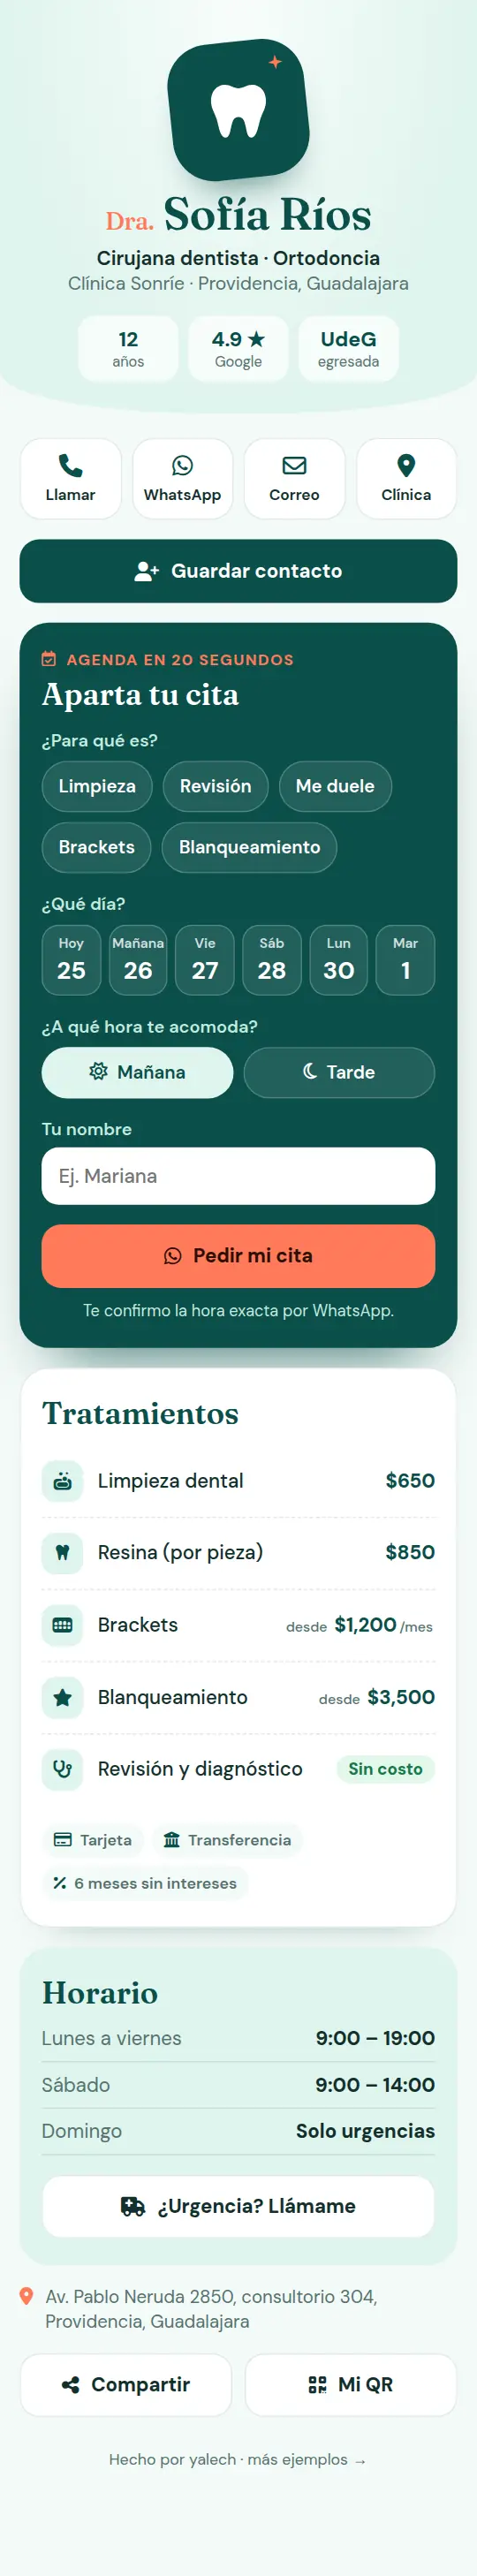 Dra. Sofía Ríos
Cirujana dentista · Ortodoncia
Clínica Sonríe · Providencia, Guadalajara
12
años
4.9 ★
Google
UdeG
egresada
Llamar
WhatsApp
Correo
Clínica
Guardar contacto
AGENDA EN 20 SEGUNDOS
Aparta tu cita
¿Para qué es?
Limpieza
Revisión
Me duele
Brackets
Blanqueamiento
¿Qué día?
Hoy
25
Mañana
26
Vie
27
Sáb
28
Lun
30
Mar
1
¿A qué hora te acomoda?
Mañana
Tarde
Tu nombre
Ej. Mariana
Pedir mi cita
Te confirmo la hora exacta por WhatsApp.
Tratamientos
Limpieza dental $650
Resina (por pieza) $850
Brackets desde $1,200 /mes
Blanqueamiento desde $3,500
Revisión y diagnóstico Sin costo
Tarjeta
Transferencia
6 meses sin intereses
Horario
Lunes a viernes 9:00 – 19:00
Sábado 9:00 – 14:00
Domingo Solo urgencias
¿Urgencia? Llámame
Av. Pablo Neruda 2850, consultorio 304,
Providencia, Guadalajara
Compartir
Mi QR
Hecho por yalech · más ejemplos →